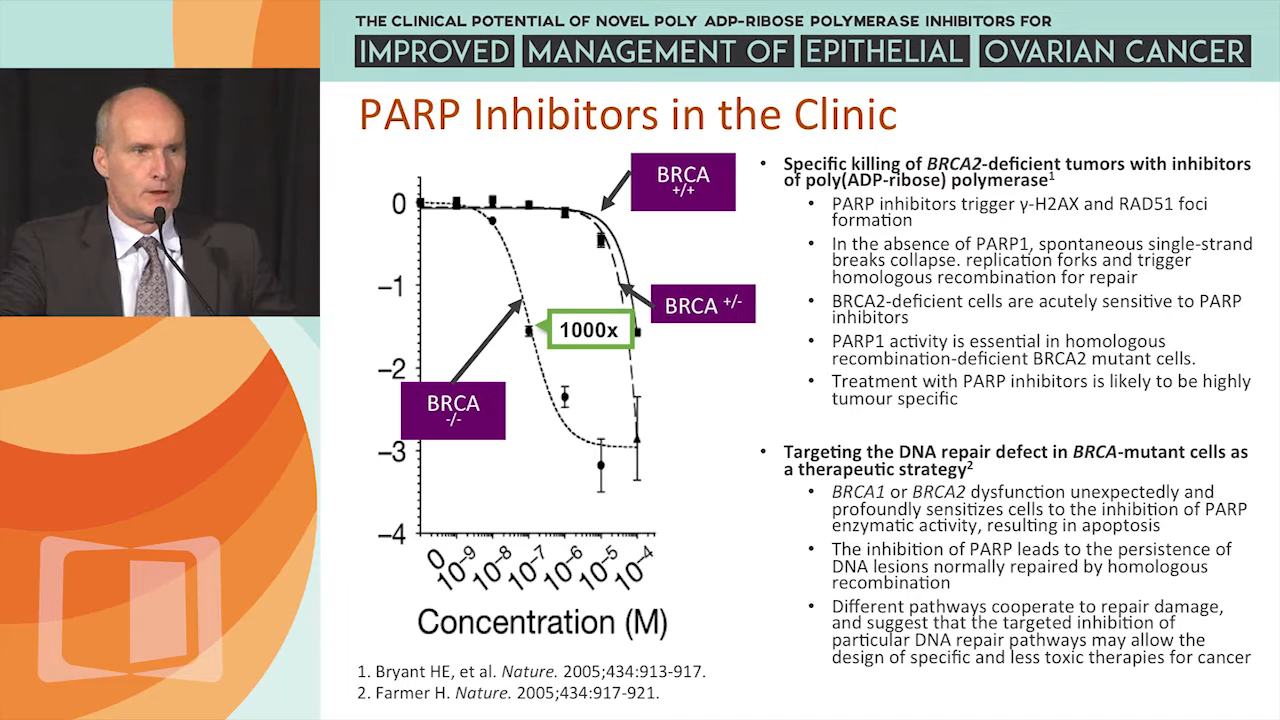 THE CLINICAL POTENTIAL OF NOVEL POLY ADP-RIBOSE POLYMERASE INHIBITORS FOR
IMPROVED MANAGEMENT OF EPITHELIAL OVARIAN CANCER
PARP Inhibitors in the Clinic
0
-1
-2
-3
-4
BRCA
+/+
BRCA +/-
1000x
BRCA
-/-
0 10⁻⁹ 10⁻⁸ 10⁻⁷ 10⁻⁶ 10⁻⁵ 10⁻⁴
Concentration (M)
1. Bryant HE, et al. Nature. 2005;434:913-917.
2. Farmer H. Nature. 2005;434:917-921.
• Specific killing of BRCA2-deficient tumors with inhibitors
of poly(ADP-ribose) polymerase¹
• PARP inhibitors trigger γ-H2AX and RAD51 foci
formation
• In the absence of PARP1, spontaneous single-strand
breaks collapse. replication forks and trigger
homologous recombination for repair
• BRCA2-deficient cells are acutely sensitive to PARP
inhibitors
• PARP1 activity is essential in homologous
recombination-deficient BRCA2 mutant cells.
• Treatment with PARP inhibitors is likely to be highly
tumour specific
• Targeting the DNA repair defect in BRCA-mutant cells as
a therapeutic strategy²
• BRCA1 or BRCA2 dysfunction unexpectedly and
profoundly sensitizes cells to the inhibition of PARP
enzymatic activity, resulting in apoptosis
• The inhibition of PARP leads to the persistence of
DNA lesions normally repaired by homologous
recombination
• Different pathways cooperate to repair damage,
and suggest that the targeted inhibition of
particular DNA repair pathways may allow the
design of specific and less toxic therapies for cancer